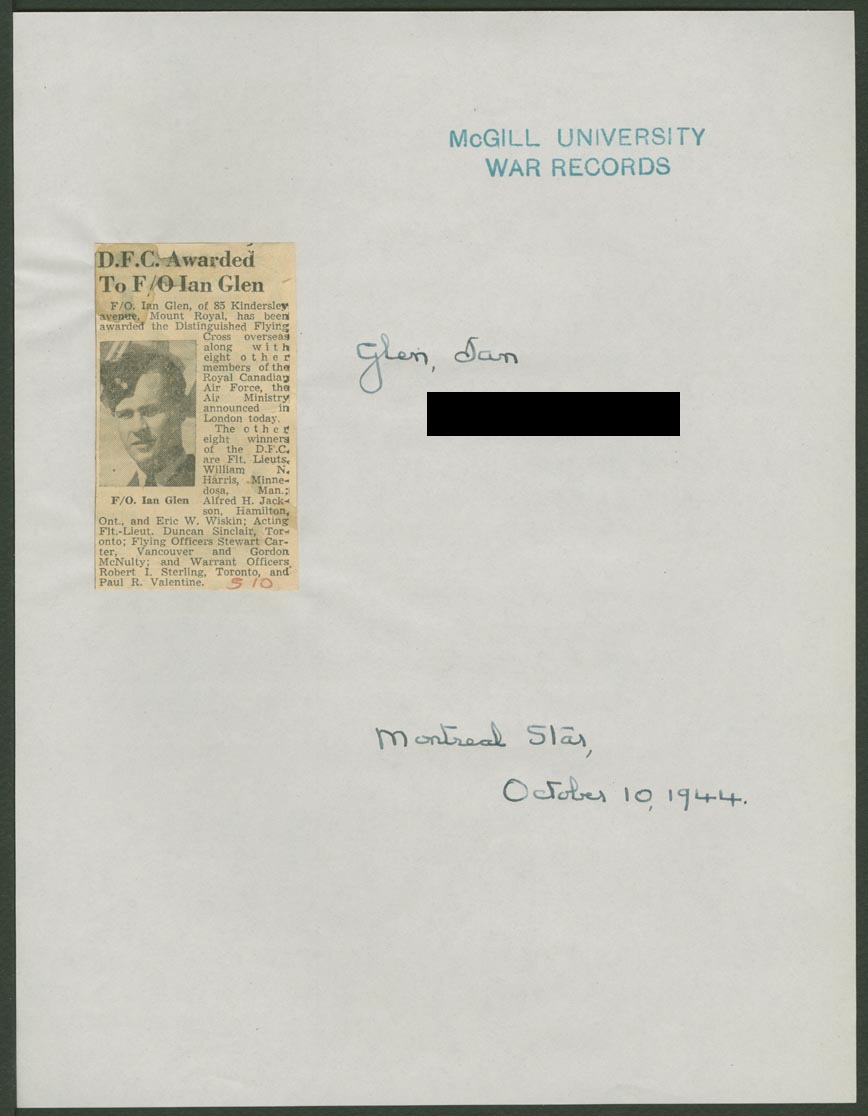 McGILL UNIVERSITY
WAR RECORDS
D.F.C. Awarded
To F/O Ian Glen
F/O. Ian Glen, of 85 Kindersley
avenue, Mount Royal, has been
awarded the Distinguished Flying
Cross overseas
along with
eight other
members of the
Royal Canadian
Air Force, the
Air Ministry
announced in
London today.
The other
eight winners
of the D.F.C.
are Flt. Lieuts.
William N.
Harris, Minne-
dosa, Man.;
Alfred H. Jack-
son, Hamilton,
F/O. Ian Glen
Ont., and Eric W. Wiskin; Acting
Flt.-Lieut. Duncan Sinclair, Tor-
onto; Flying Officers Stewart Car-
ter, Vancouver and Gordon
McNulty; and Warrant Officers
Robert I. Sterling, Toronto, and
Paul R. Valentine.
S 10
Glen, Ian
Montreal Star,
October 10, 1944.